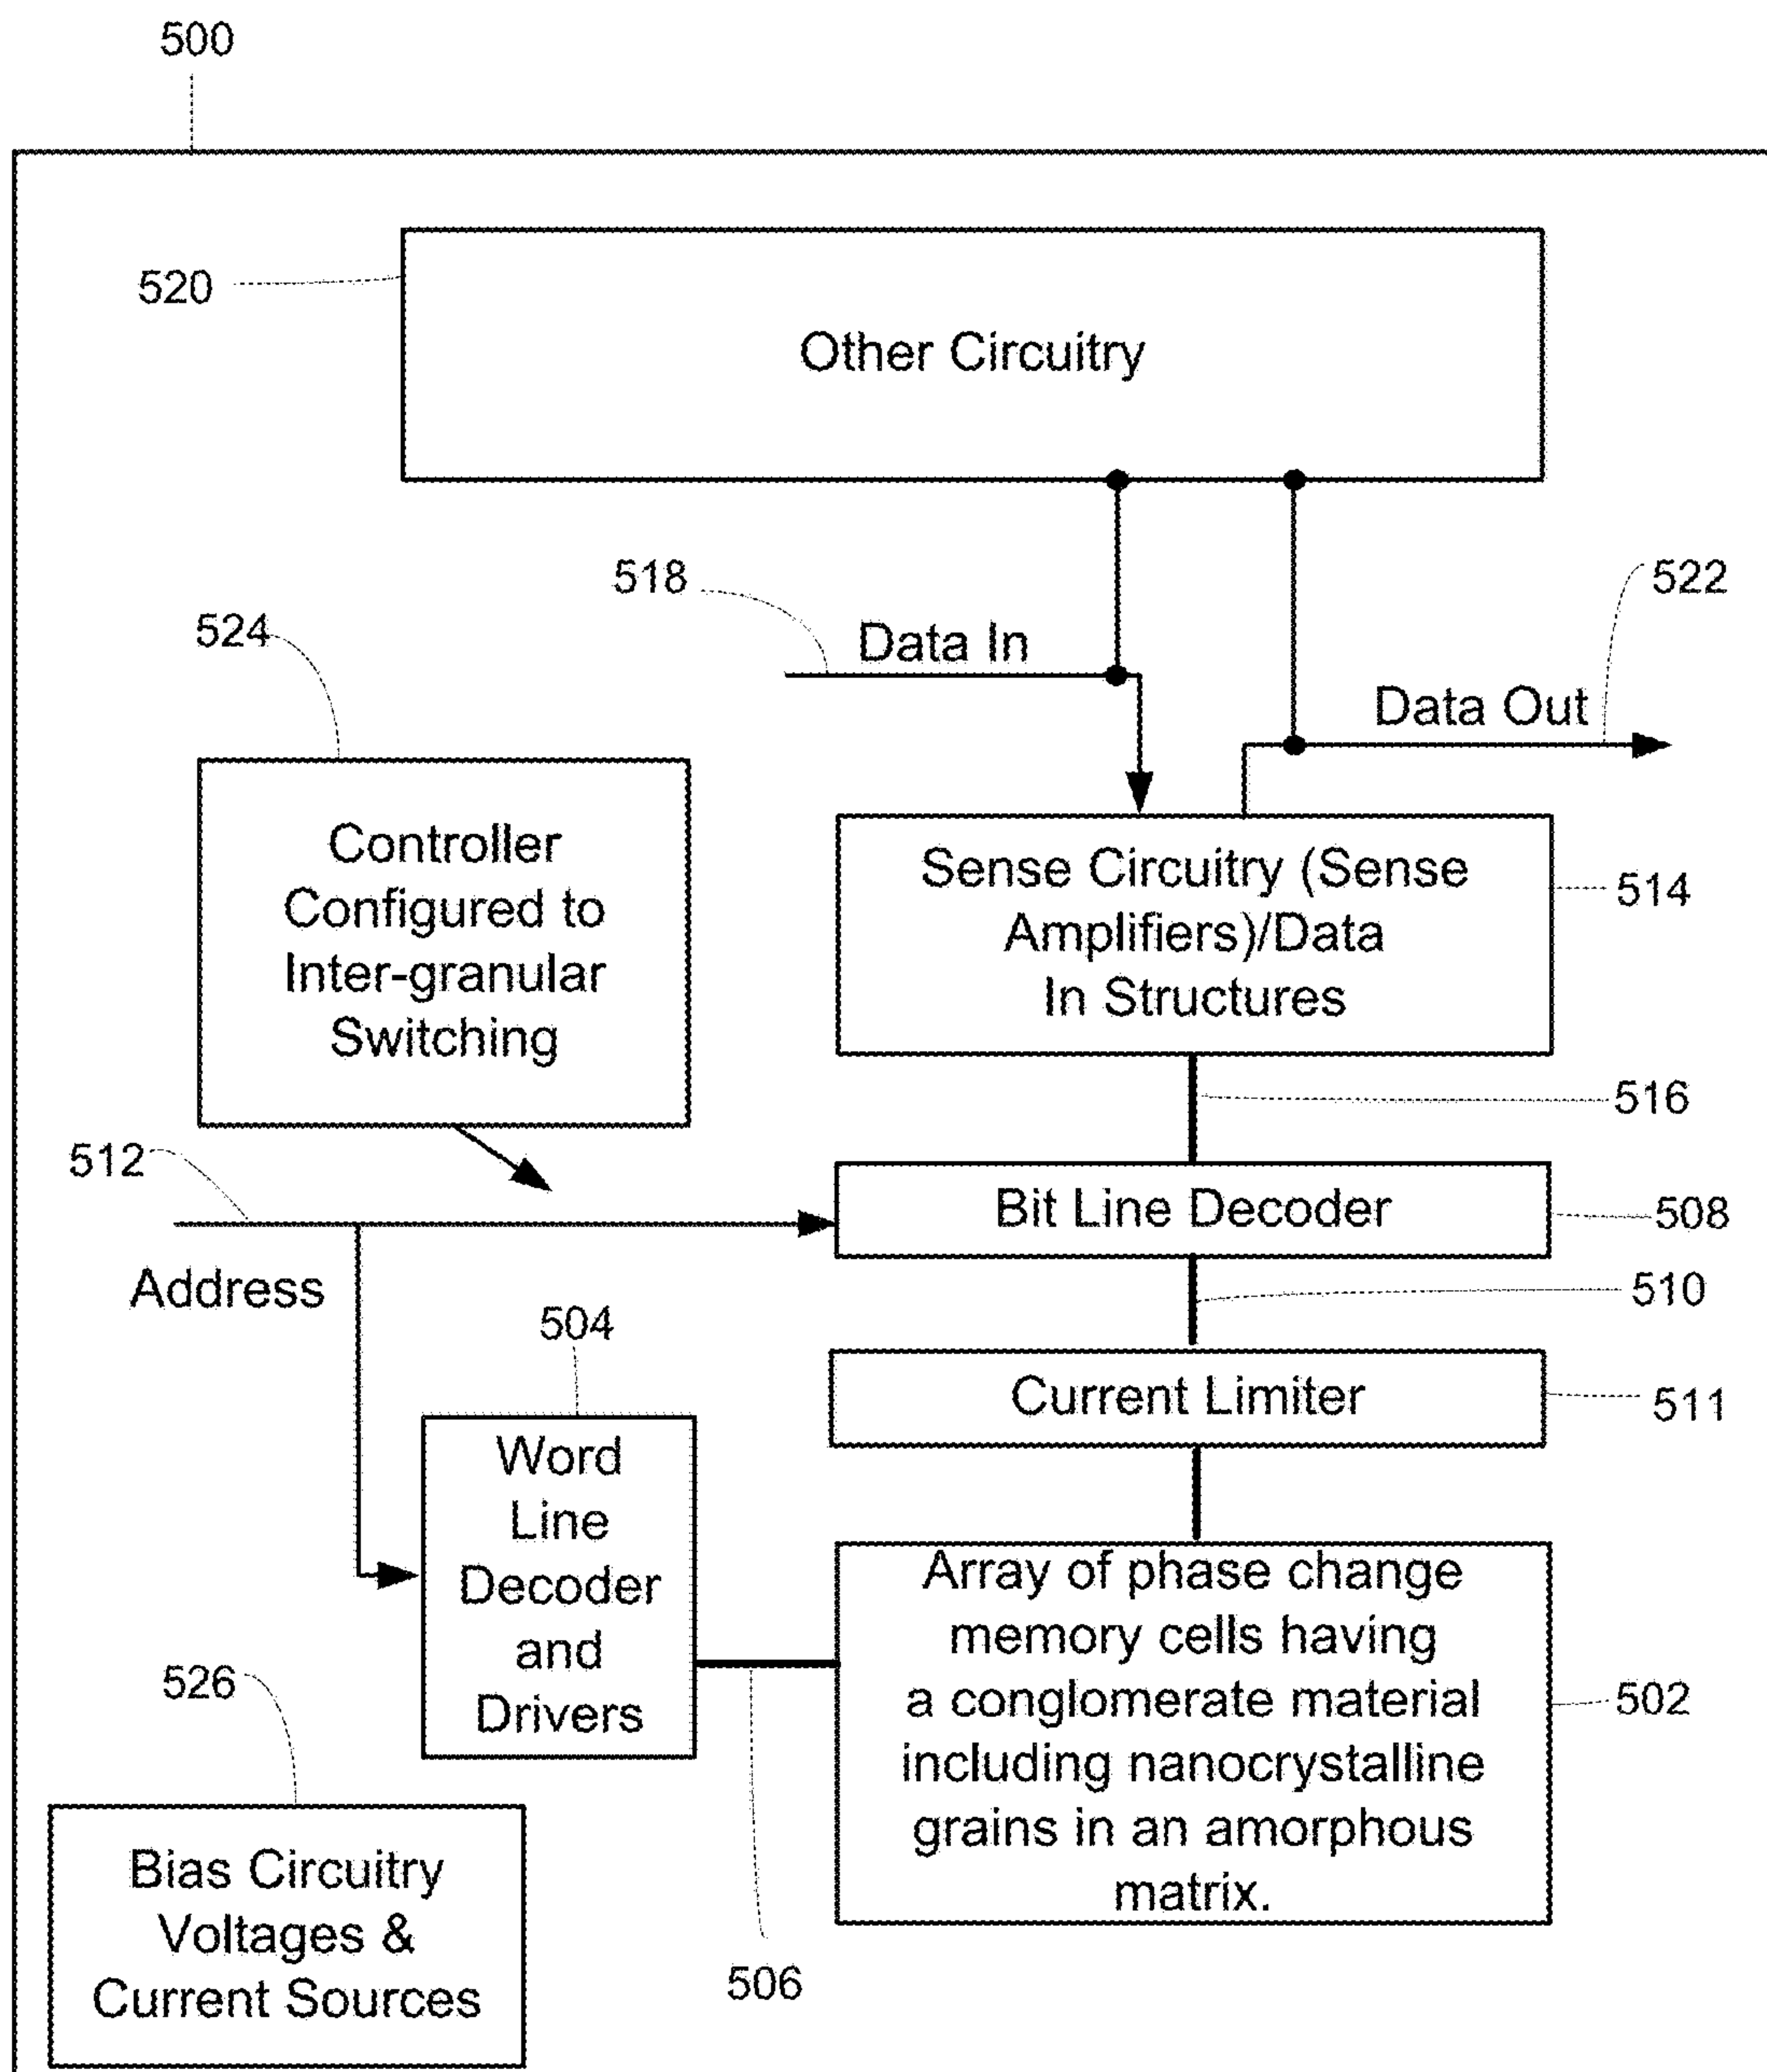 500
520
Other Circuitry
518
522
524
Data In
Data Out
Controller
Configured to
Inter-granular
Switching
Sense Circuitry (Sense
Amplifiers)/Data
In Structures
514
516
512
Bit Line Decoder
508
Address
510
504
Current Limiter
511
Word
Line
Decoder
and
Drivers
Array of phase change
memory cells having
a conglomerate material
including nanocrystalline
grains in an amorphous
matrix.
502
526
506
Bias Circuitry
Voltages &
Current Sources